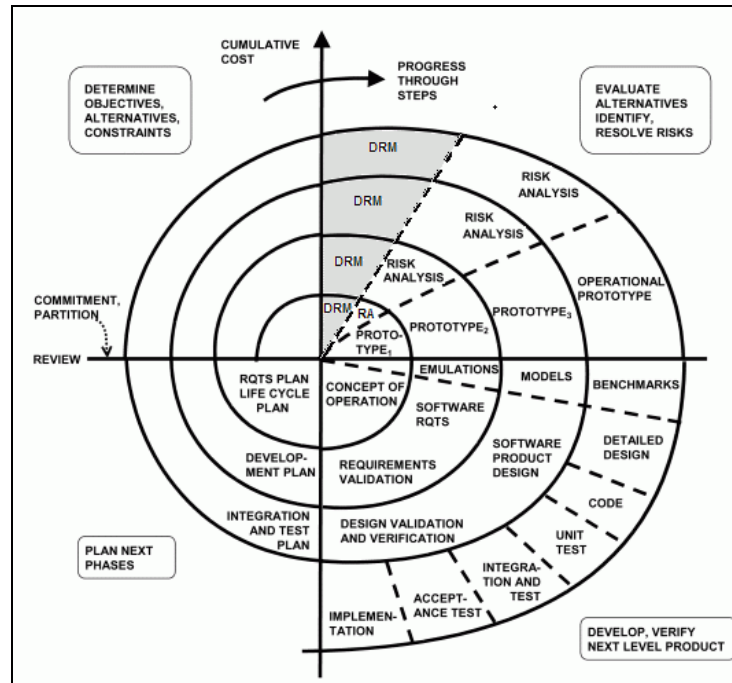 CUMULATIVE
COST
PROGRESS
THROUGH
STEPS
DETERMINE
OBJECTIVES,
ALTERNATIVES,
CONSTRAINTS
EVALUATE
ALTERNATIVES
IDENTIFY,
RESOLVE RISKS
DRM
DRM
DRM
DRM
RISK
ANALYSIS
RISK
ANALYSIS
RISK
ANALYSIS
RA
OPERATIONAL
PROTOTYPE
PROTOTYPE3
PROTOTYPE2
PROTO-
TYPE1
COMMITMENT,
PARTITION
REVIEW
EMULATIONS
MODELS
BENCHMARKS
RQTS PLAN
LIFE CYCLE
PLAN
CONCEPT OF
OPERATION
SOFTWARE
RQTS
SOFTWARE
PRODUCT
DESIGN
DETAILED
DESIGN
DEVELOP-
MENT PLAN
REQUIREMENTS
VALIDATION
CODE
INTEGRATION
AND TEST
PLAN
DESIGN VALIDATION
AND VERIFICATION
UNIT
TEST
INTEGRA-
TION AND
TEST
ACCEPT-
ANCE TEST
IMPLEMEN-
TATION
PLAN NEXT
PHASES
DEVELOP, VERIFY
NEXT LEVEL PRODUCT